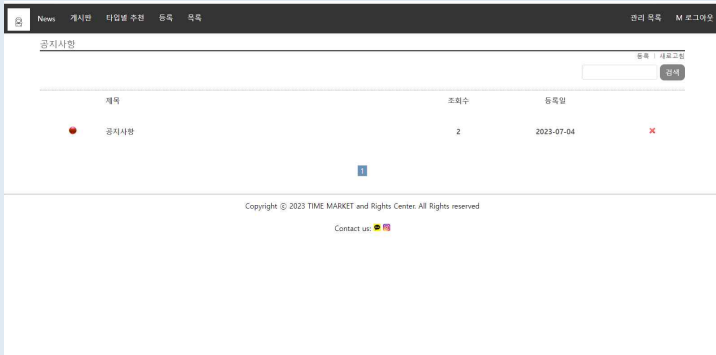 News 게시판 타입별 추천 등록 목록 관리 목록 M 로그아웃
공지사항
등록 | 새로고침
검색
제목 조회수 등록일
공지사항 2 2023-07-04
1
Copyright ⓒ 2023 TIME MARKET and Rights Center. All Rights reserved
Contact us: